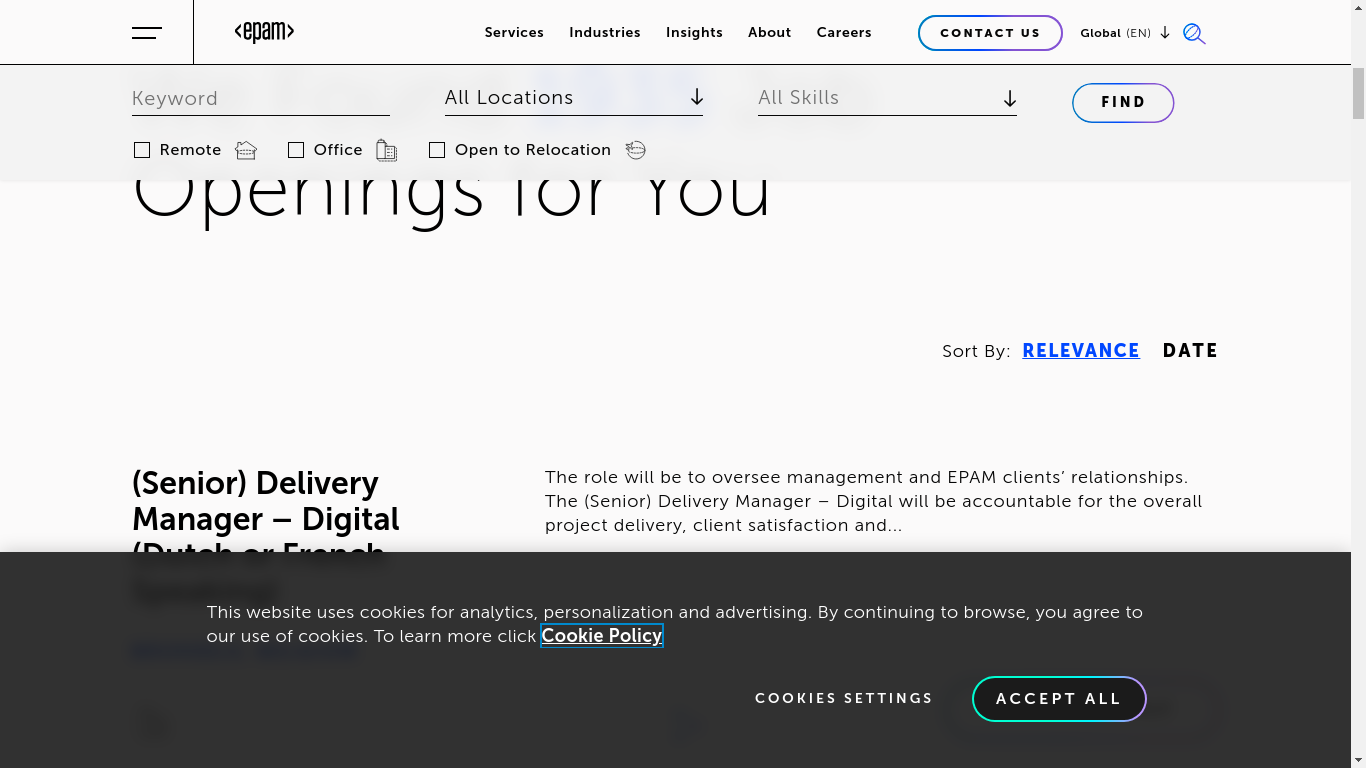 <epam>
Services Industries Insights About Careers CONTACT US Global (EN)
Keyword All Locations All Skills FIND
Remote Office Open to Relocation
Openings for You
Sort By: RELEVANCE DATE
(Senior) Delivery
Manager – Digital
(Dutch or French
Speaking)
The role will be to oversee management and EPAM clients’ relationships.
The (Senior) Delivery Manager – Digital will be accountable for the overall
project delivery, client satisfaction and...
This website uses cookies for analytics, personalization and advertising. By continuing to browse, you agree to
our use of cookies. To learn more click Cookie Policy
COOKIES SETTINGS ACCEPT ALL